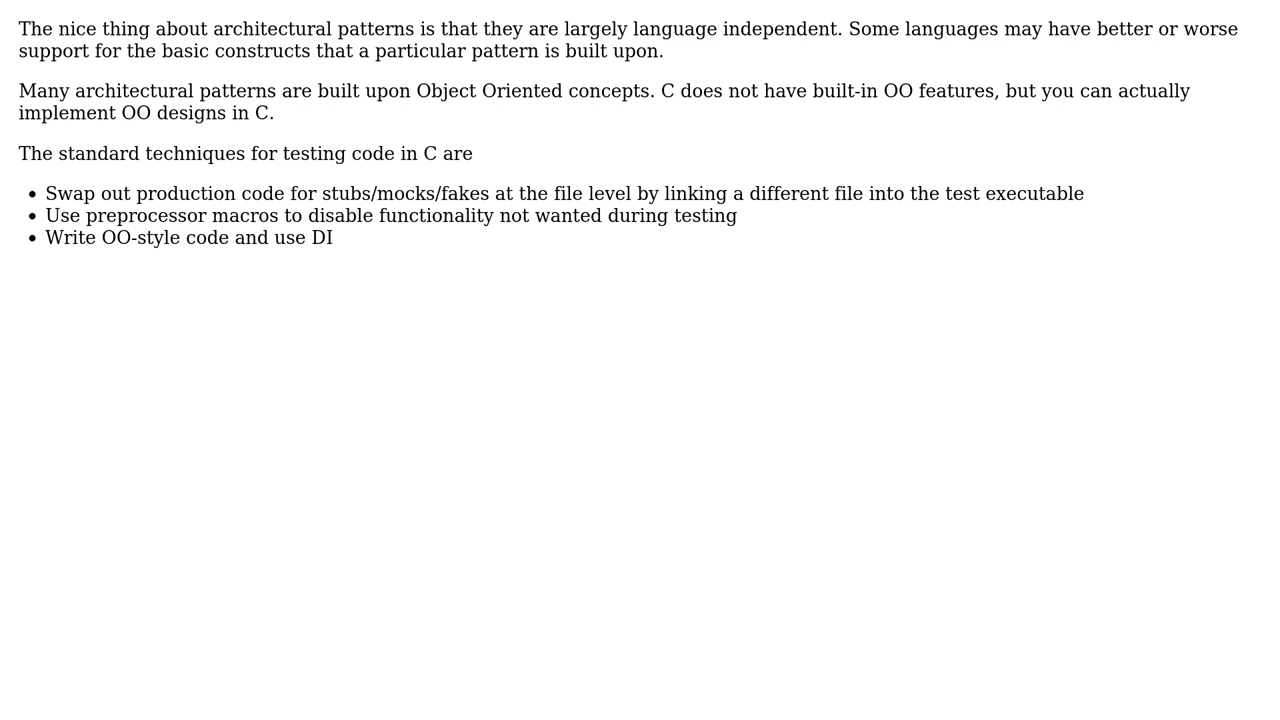 The nice thing about architectural patterns is that they are largely language independent. Some languages may have better or worse
support for the basic constructs that a particular pattern is built upon.
Many architectural patterns are built upon Object Oriented concepts. C does not have built-in OO features, but you can actually
implement OO designs in C.
The standard techniques for testing code in C are
• Swap out production code for stubs/mocks/fakes at the file level by linking a different file into the test executable
• Use preprocessor macros to disable functionality not wanted during testing
• Write OO-style code and use DI